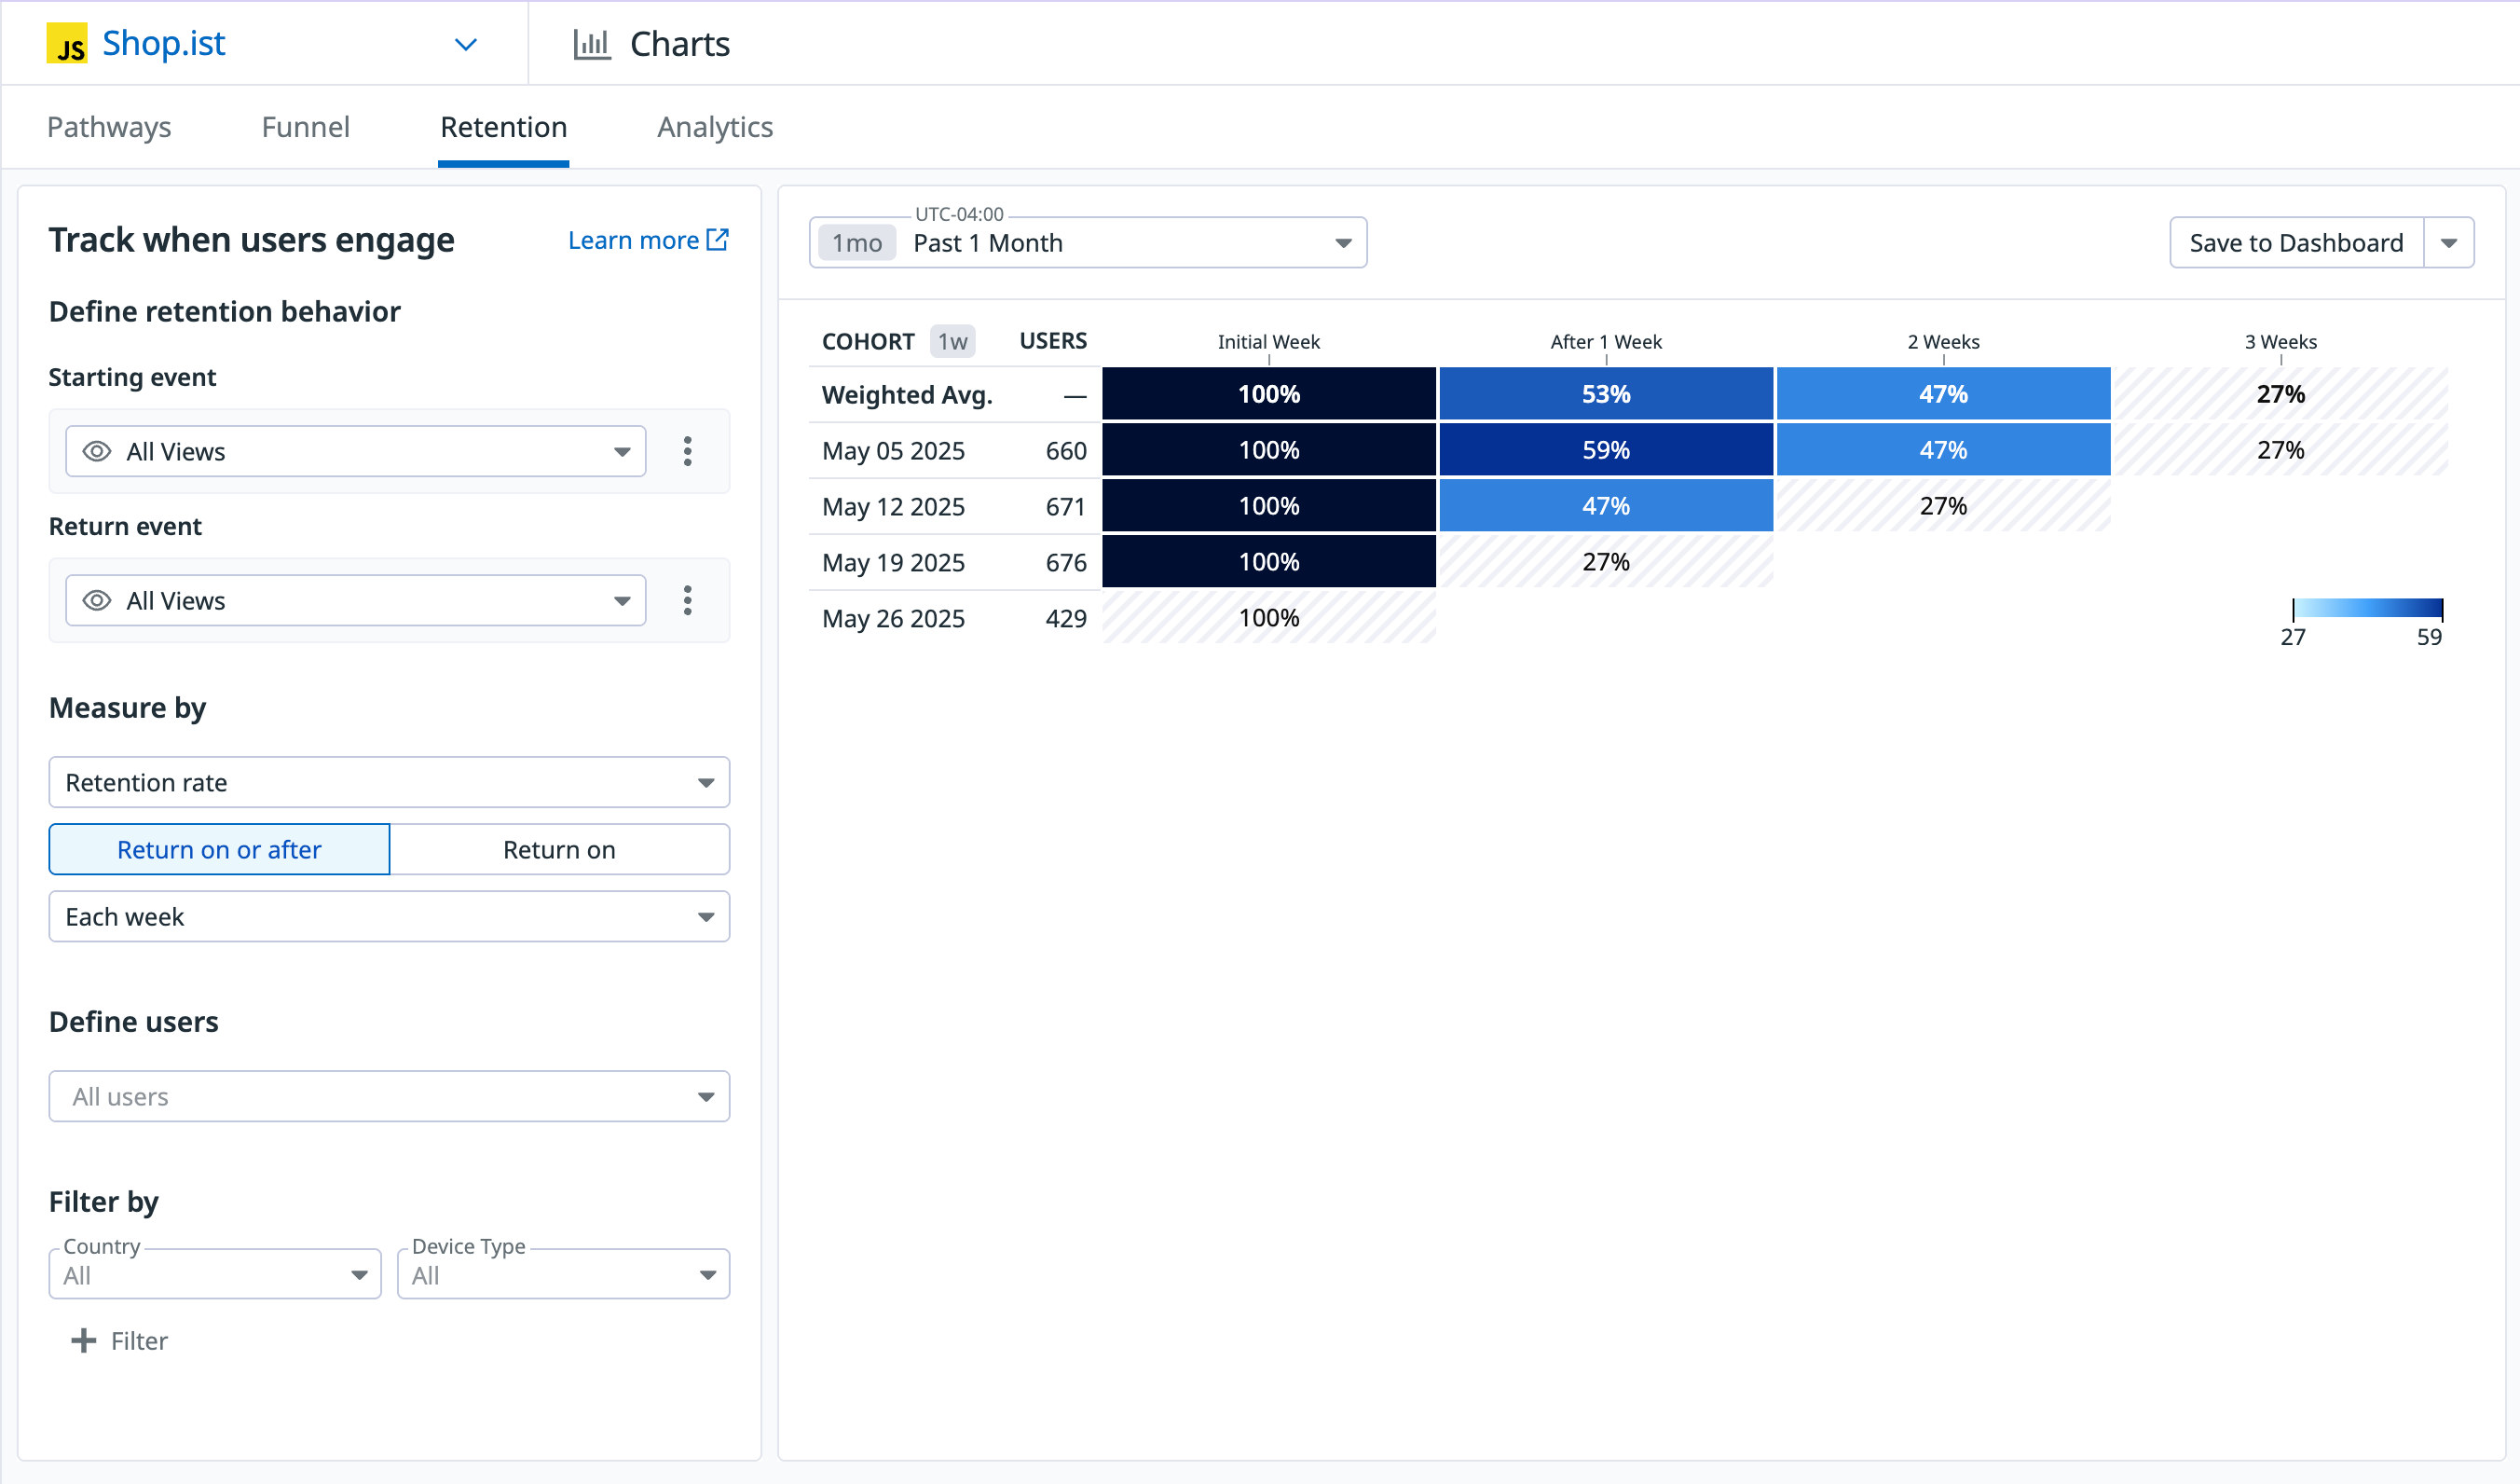 JS Shop.ist
Charts
Pathways Funnel Retention Analytics
Track when users engage
Learn more
Define retention behavior
Starting event
All Views
Return event
All Views
Measure by
Retention rate
Return on or after Return on
Each week
Define users
All users
Filter by
Country All
Device Type All
Filter
UTC-04:00
1mo Past 1 Month
Save to Dashboard
COHORT 1w USERS Initial Week After 1 Week 2 Weeks 3 Weeks
Weighted Avg. — 100% 53% 47% 27%
May 05 2025 660 100% 59% 47% 27%
May 12 2025 671 100% 47% 27%
May 19 2025 676 100% 27%
May 26 2025 429 100%
27 59